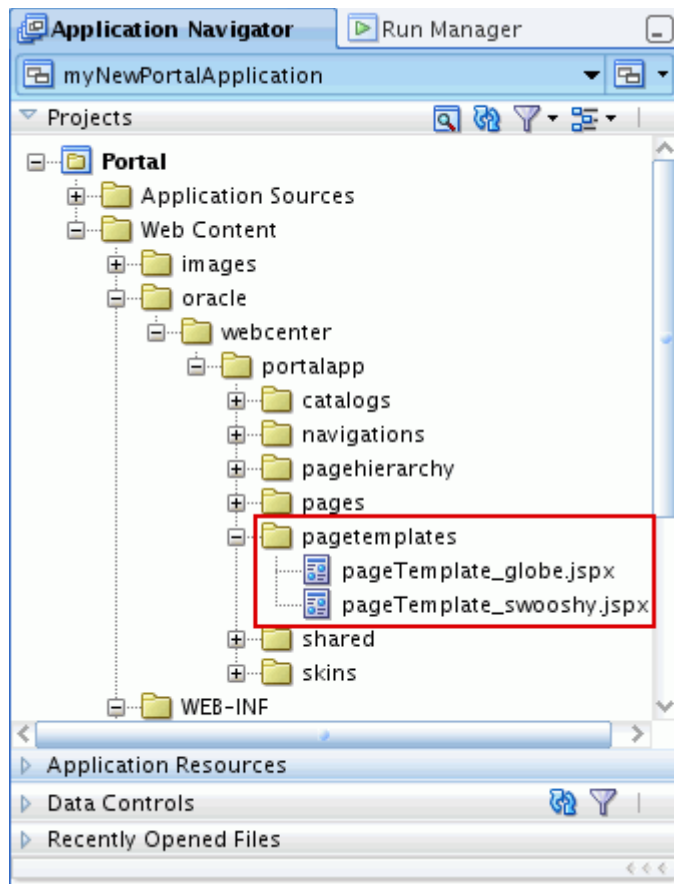 Application Navigator
Run Manager
myNewPortalApplication
Projects
Portal
Application Sources
Web Content
images
oracle
webcenter
portalapp
catalogs
navigations
pagehierarchy
pages
pagetemplates
pageTemplate_globe.jspx
pageTemplate_swooshy.jspx
shared
skins
WEB-INF
Application Resources
Data Controls
Recently Opened Files